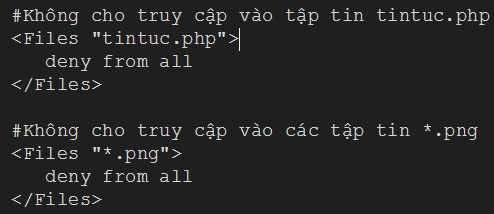 #Không cho truy cập vào tập tin tintuc.php
<Files "tintuc.php">
   deny from all
</Files>

#Không cho truy cập vào các tập tin *.png
<Files "*.png">
   deny from all
</Files>